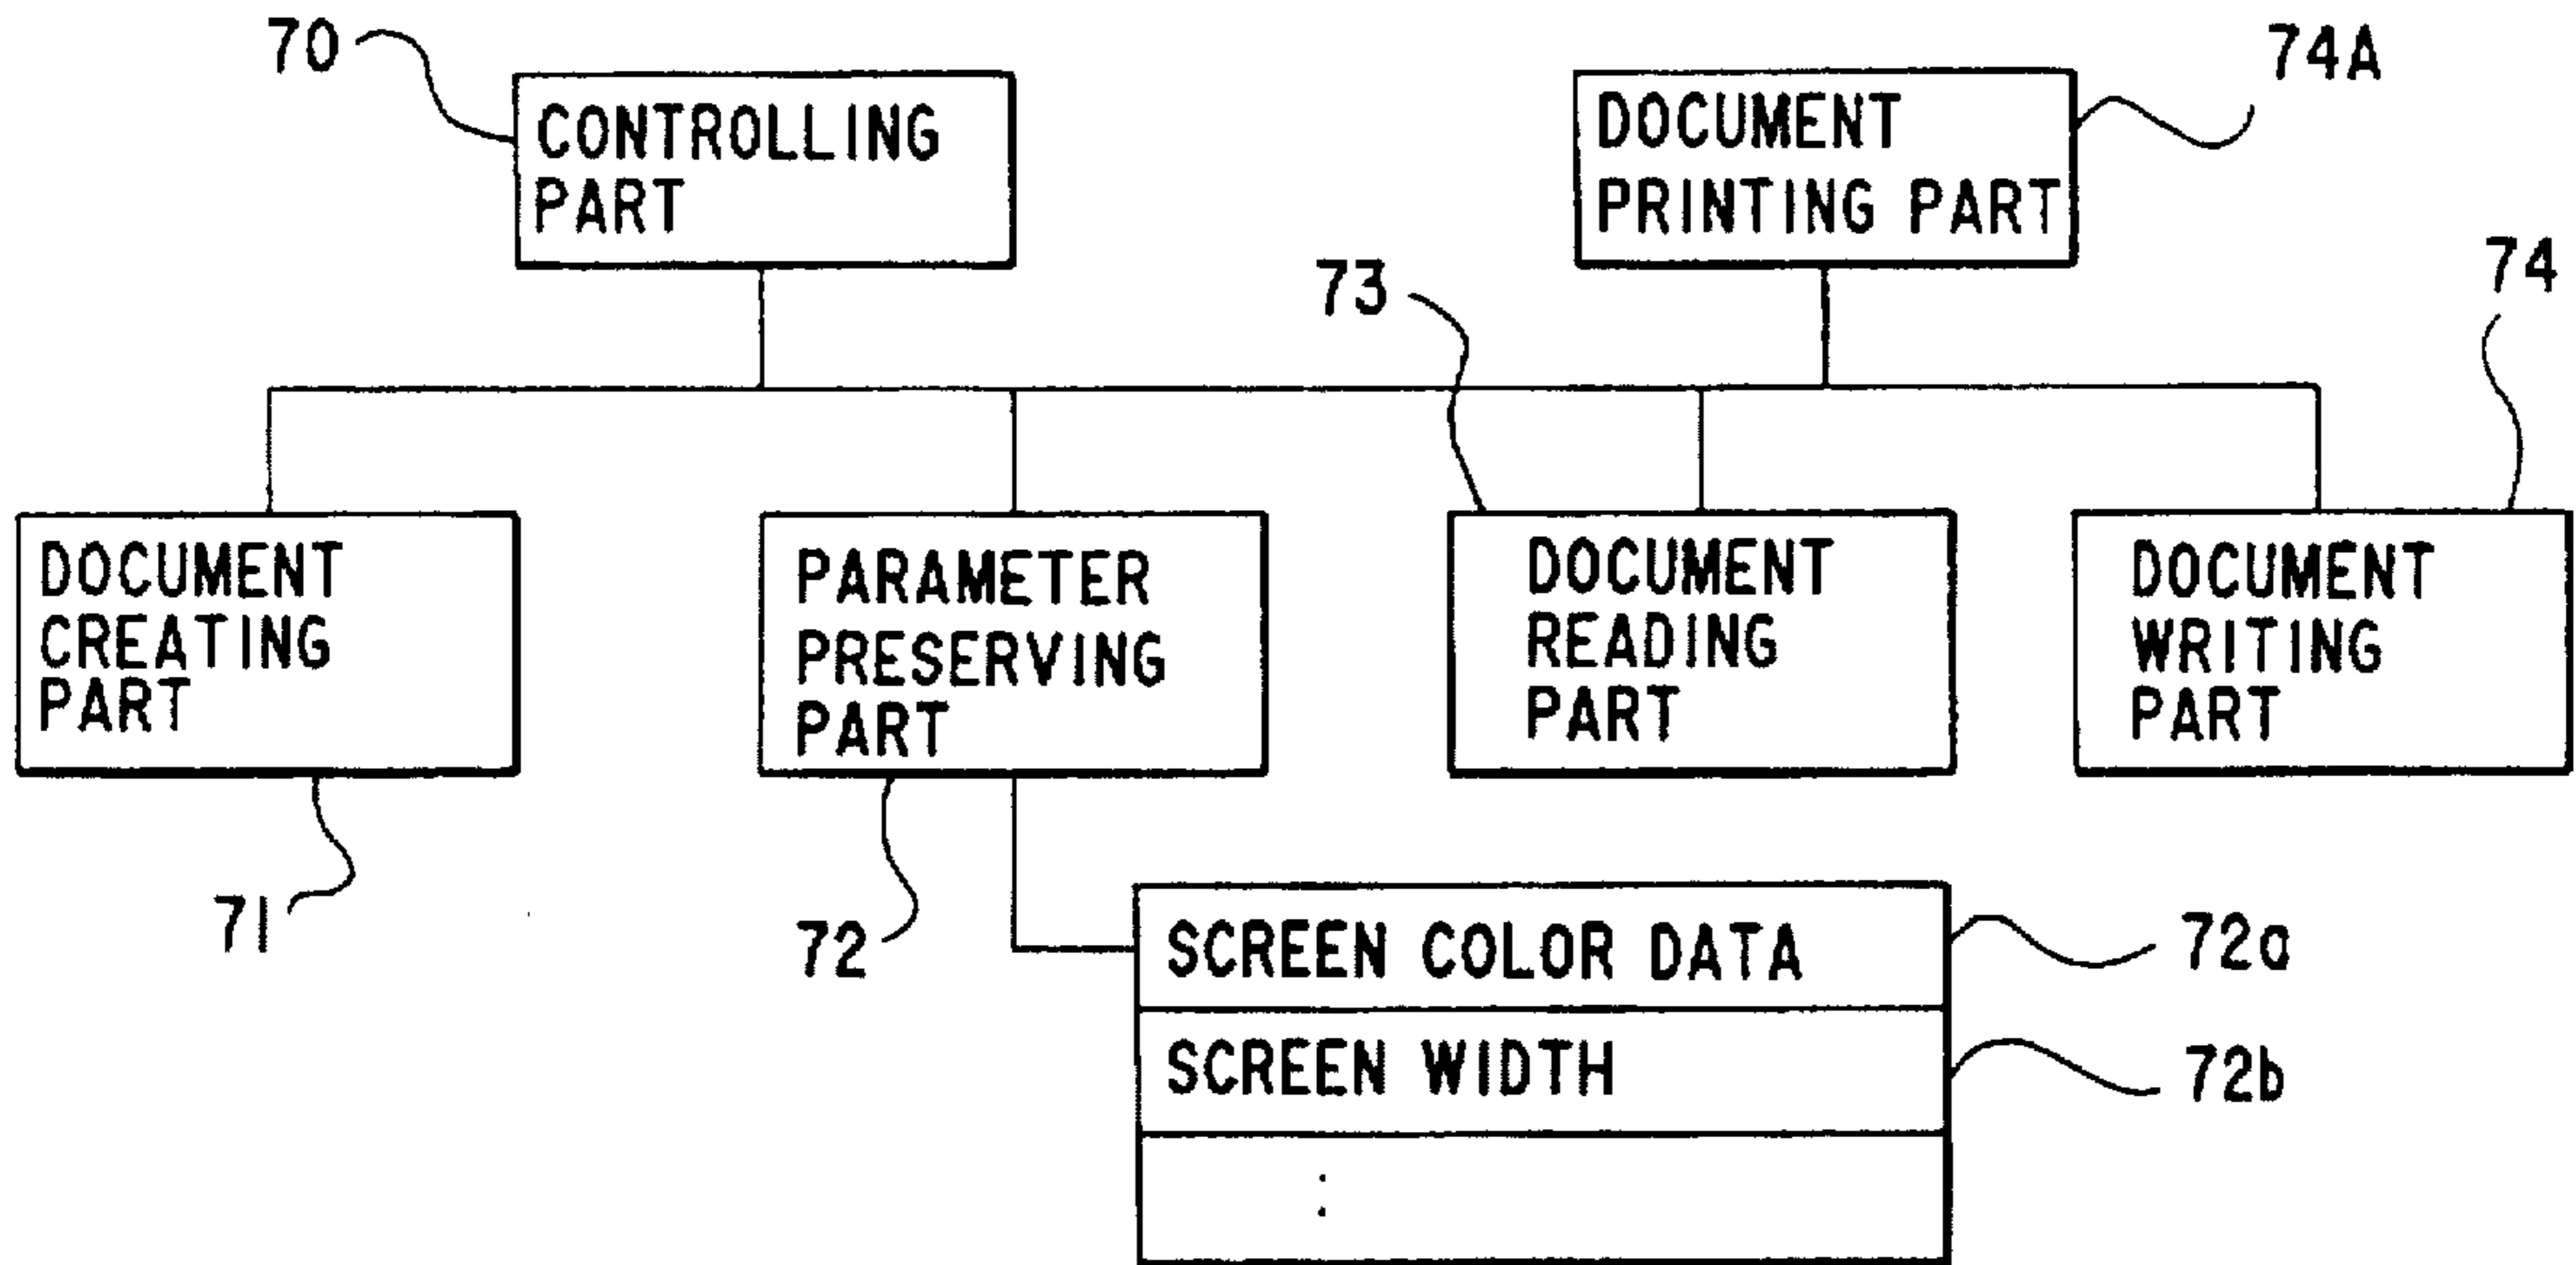 70
CONTROLLING
PART
DOCUMENT
PRINTING PART
74A
73
74
DOCUMENT
CREATING
PART
PARAMETER
PRESERVING
PART
DOCUMENT
READING
PART
DOCUMENT
WRITING
PART
71
72
SCREEN COLOR DATA
72a
SCREEN WIDTH
72b
: